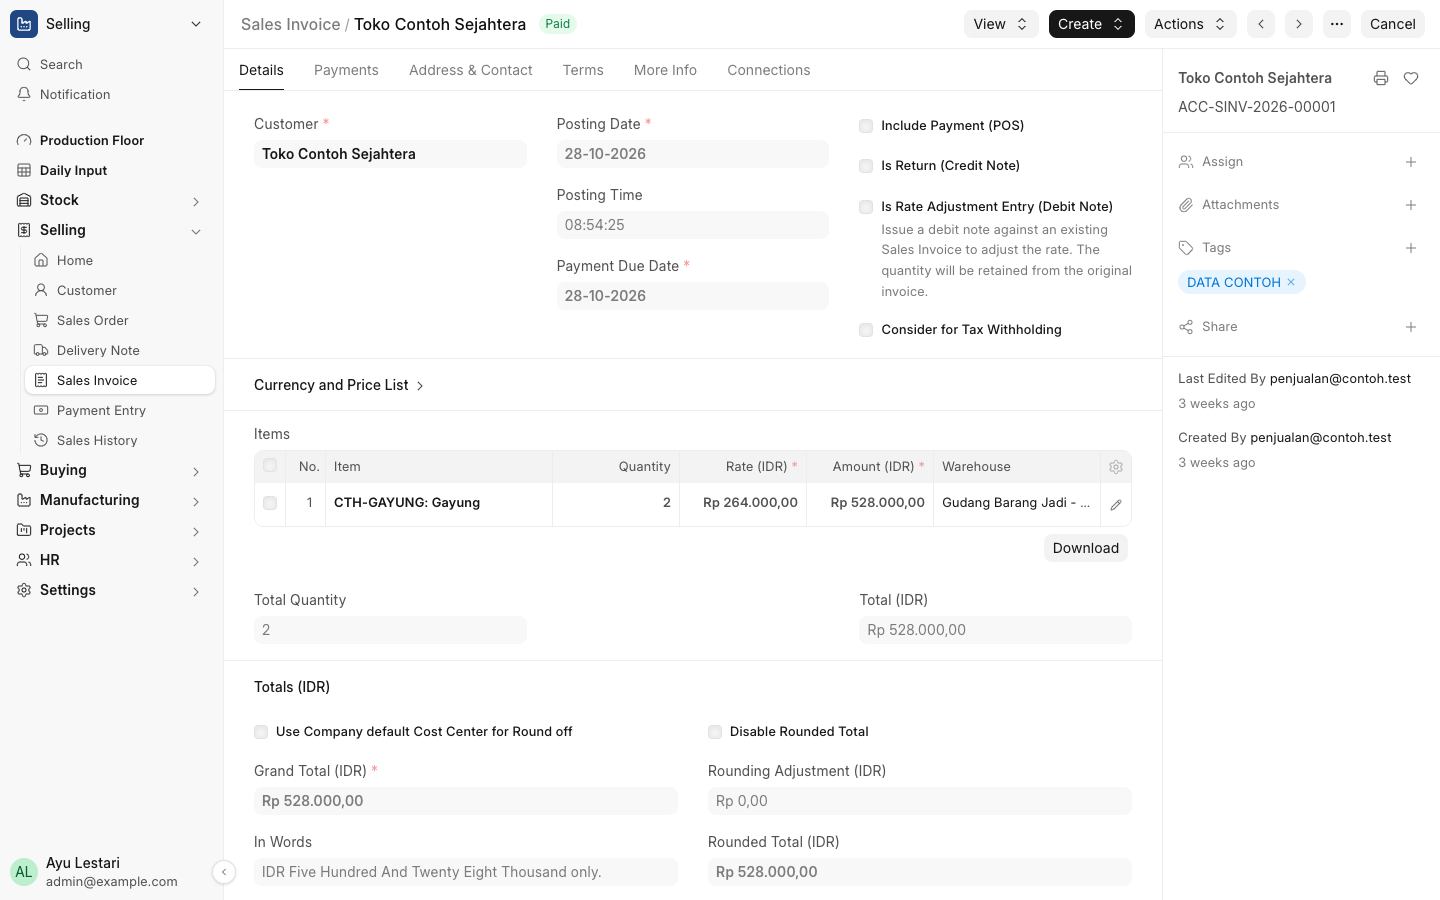 Selling
Search
Notification
Production Floor
Daily Input
Stock
Selling
Home
Customer
Sales Order
Delivery Note
Sales Invoice
Payment Entry
Sales History
Buying
Manufacturing
Projects
HR
Settings
AL
Ayu Lestari
admin@example.com
Sales Invoice / Toko Contoh Sejahtera Paid
View Create Actions Cancel
Details Payments Address & Contact Terms More Info Connections
Customer *
Toko Contoh Sejahtera
Posting Date *
28-10-2026
Posting Time
08:54:25
Payment Due Date *
28-10-2026
Include Payment (POS)
Is Return (Credit Note)
Is Rate Adjustment Entry (Debit Note)
Issue a debit note against an existing
Sales Invoice to adjust the rate. The
quantity will be retained from the original
invoice.
Consider for Tax Withholding
Currency and Price List
Items
No. Item Quantity Rate (IDR) * Amount (IDR) * Warehouse
1 CTH-GAYUNG: Gayung 2 Rp 264.000,00 Rp 528.000,00 Gudang Barang Jadi - ...
Download
Total Quantity
2
Total (IDR)
Rp 528.000,00
Totals (IDR)
Use Company default Cost Center for Round off
Disable Rounded Total
Grand Total (IDR) *
Rp 528.000,00
Rounding Adjustment (IDR)
Rp 0,00
In Words
IDR Five Hundred And Twenty Eight Thousand only.
Rounded Total (IDR)
Rp 528.000,00
Toko Contoh Sejahtera
ACC-SINV-2026-00001
Assign
Attachments
Tags
DATA CONTOH ×
Share
Last Edited By penjualan@contoh.test
3 weeks ago
Created By penjualan@contoh.test
3 weeks ago